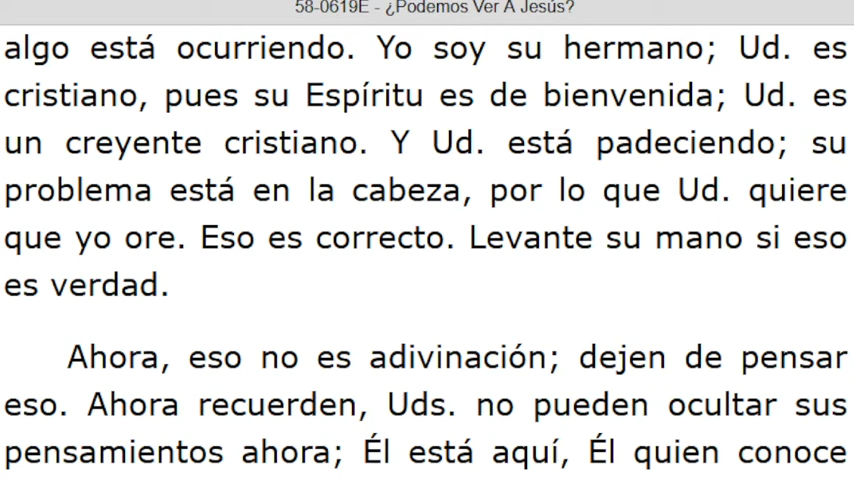 58-0619E - ¿Podemos Ver A Jesús?
algo está ocurriendo. Yo soy su hermano; Ud. es
cristiano, pues su Espíritu es de bienvenida; Ud. es
un creyente cristiano. Y Ud. está padeciendo; su
problema está en la cabeza, por lo que Ud. quiere
que yo ore. Eso es correcto. Levante su mano si eso
es verdad.
Ahora, eso no es adivinación; dejen de pensar
eso. Ahora recuerden, Uds. no pueden ocultar sus
pensamientos ahora; Él está aquí, Él quien conoce